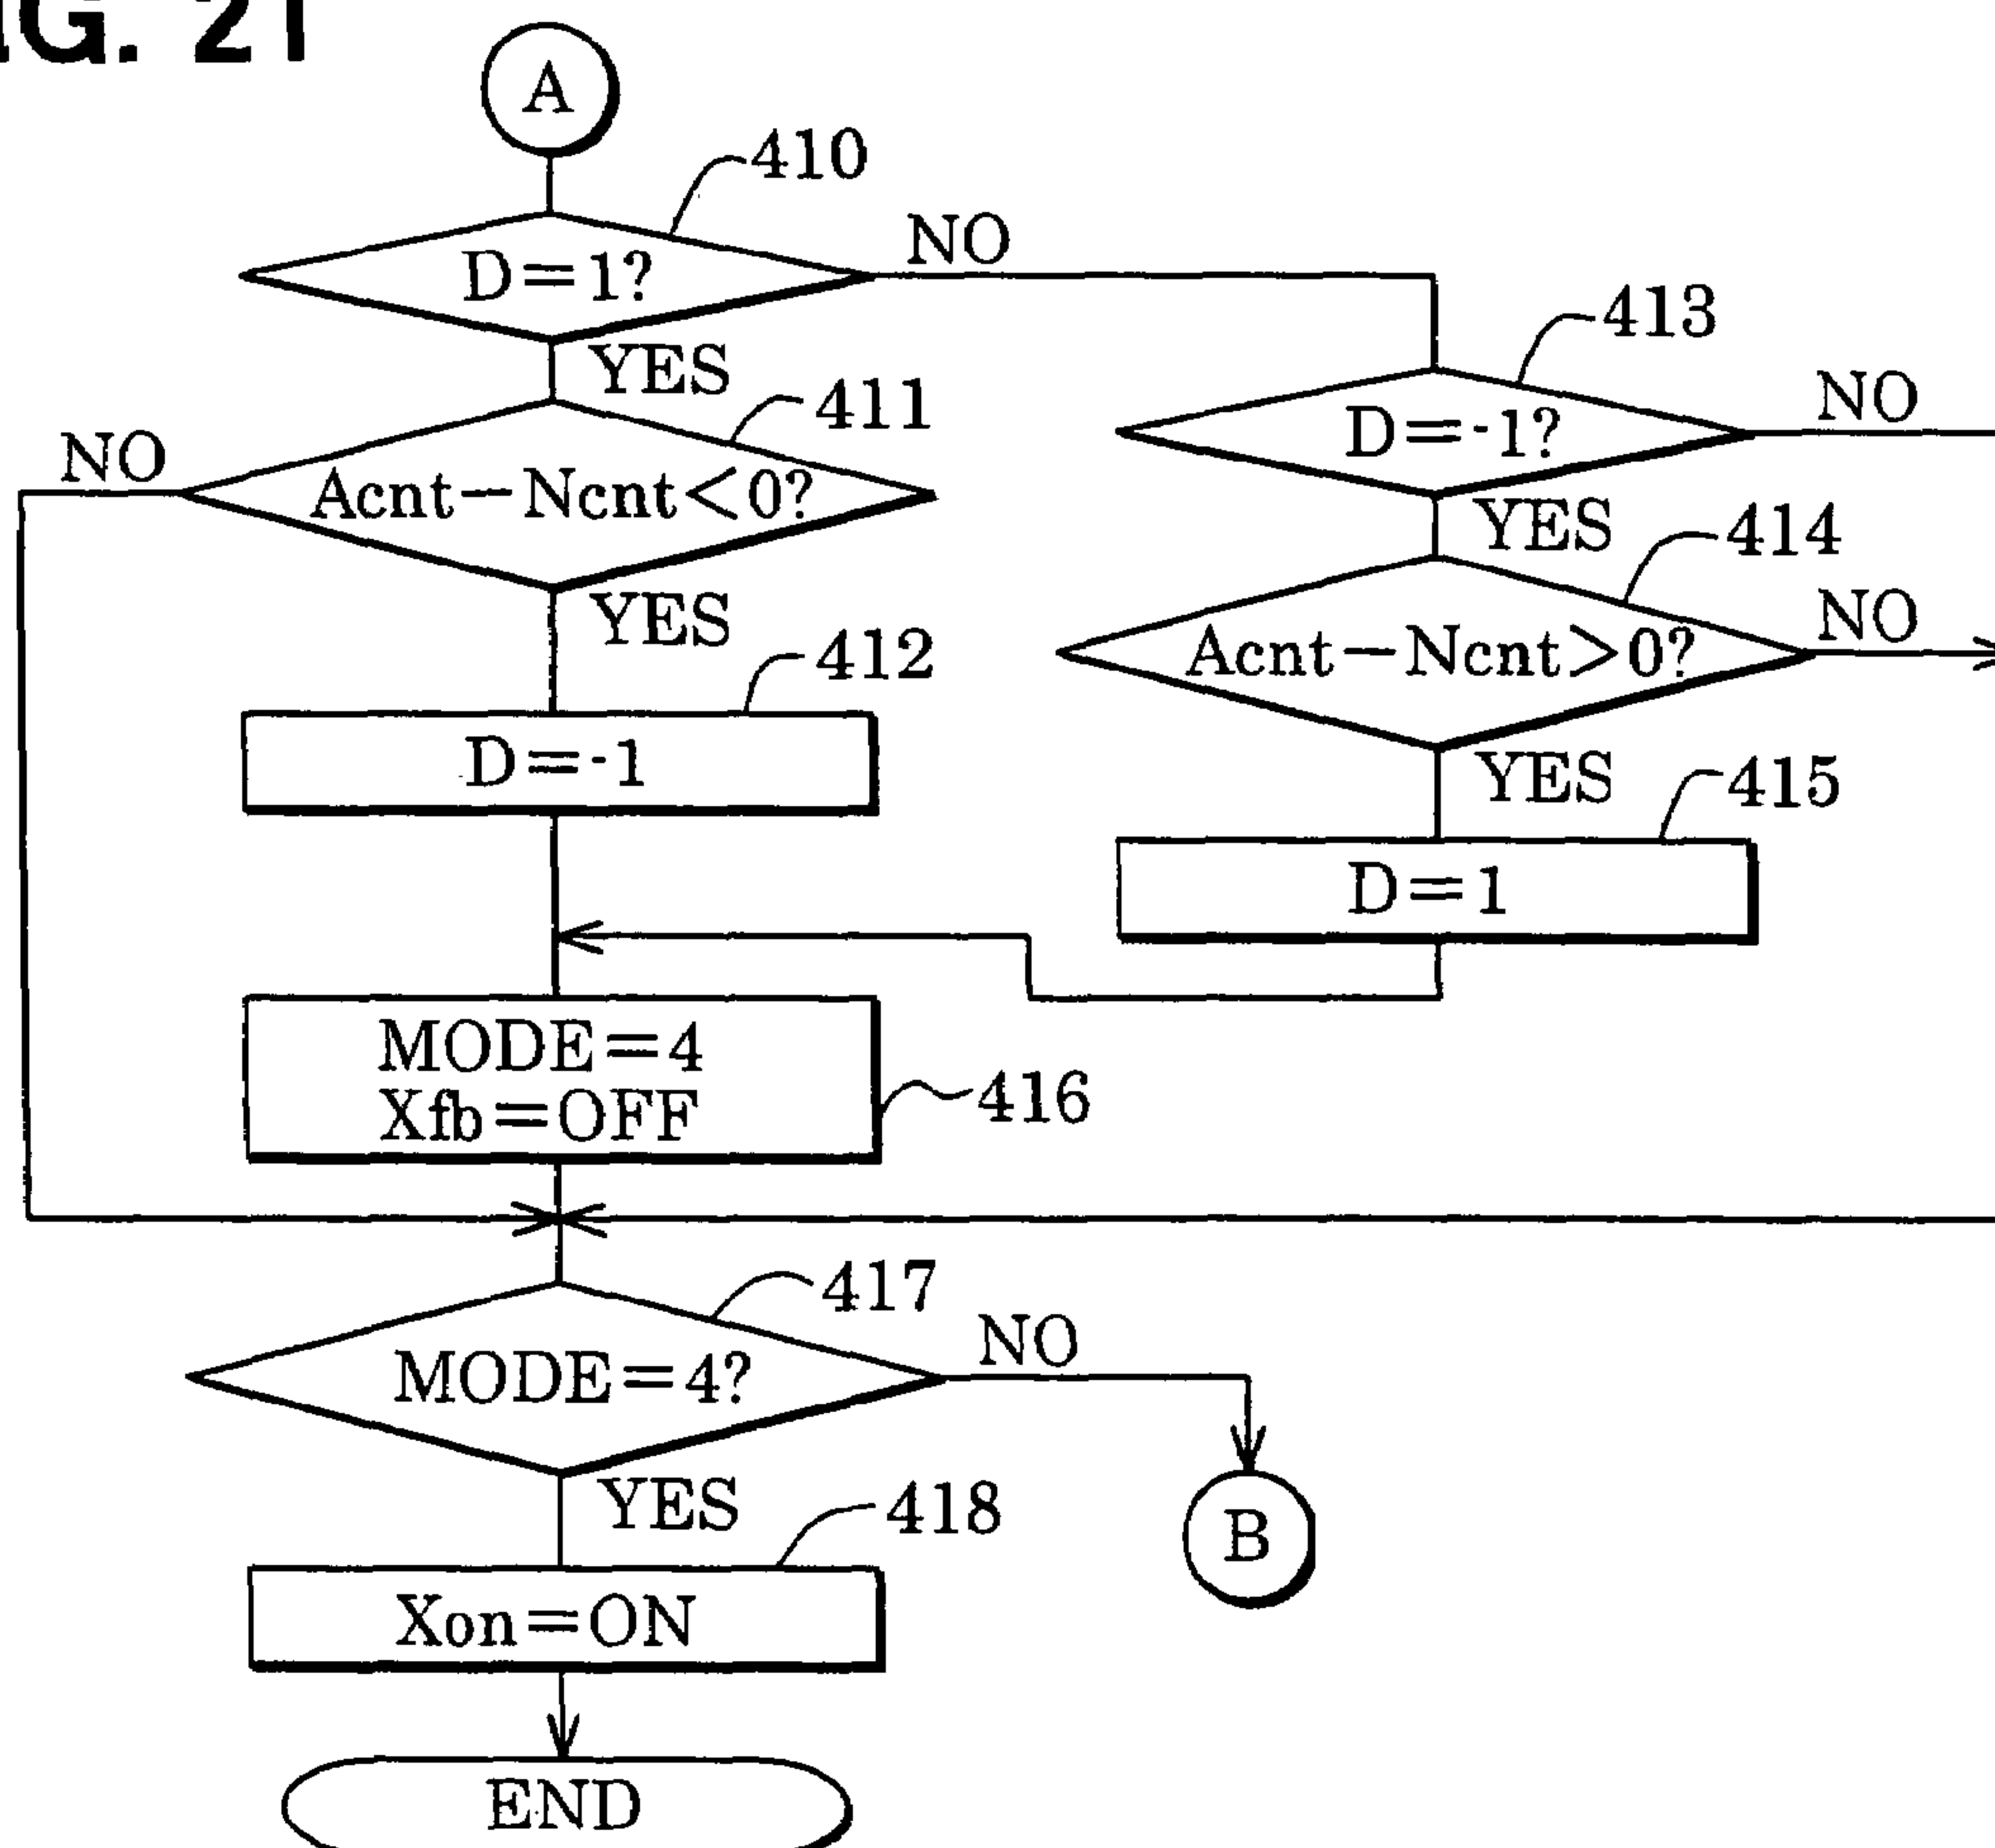 G. 21
A
410
D=1?
NO
YES
413
D=-1?
NO
411
NO
Acnt-Ncnt<0?
YES
414
Acnt-Ncnt>0?
NO
YES
412
D=-1
YES
415
D=1
MODE=4
Xfb=OFF
416
417
MODE=4?
NO
B
YES
418
Xon=ON
END